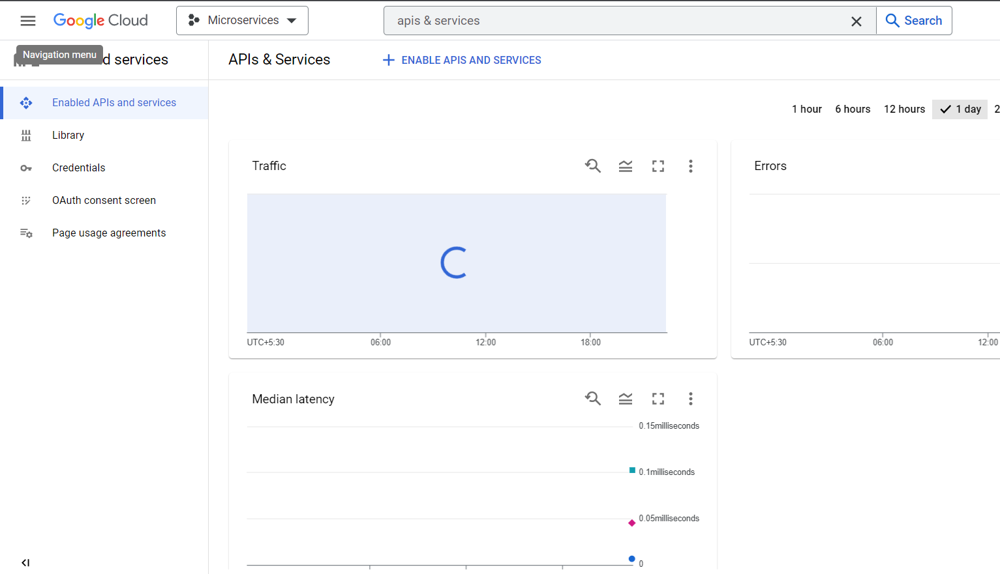 Google Cloud
Microservices
apis & services
Search
Navigation menu
d services
APIs & Services
ENABLE APIS AND SERVICES
Enabled APIs and services
Library
Credentials
OAuth consent screen
Page usage agreements
1 hour
6 hours
12 hours
1 day
2
Traffic
UTC+5:30
06:00
12:00
18:00
Errors
UTC+5:30
06:00
12:00
Median latency
0.15milliseconds
0.1milliseconds
0.05milliseconds
0